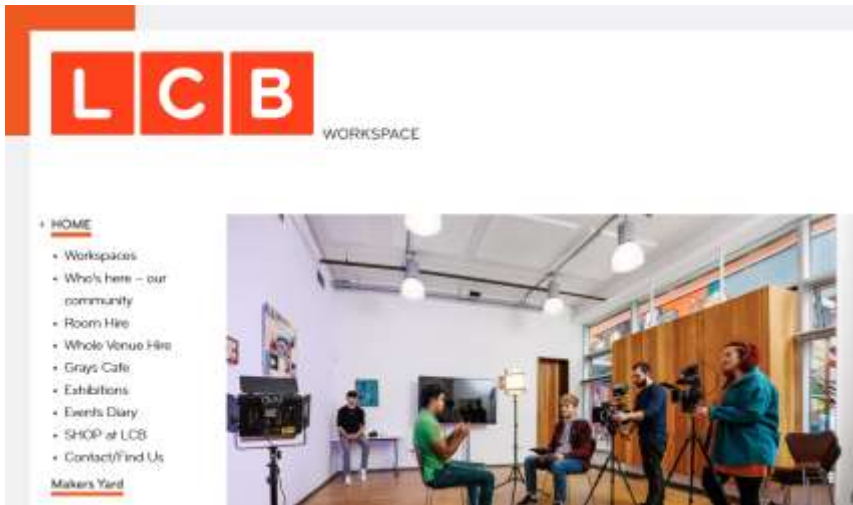 L C B
WORKSPACE
HOME
Workspaces
Who's here – our
community
Room Hire
Whole Venue Hire
Grays Cafe
Exhibitions
Events Diary
SHOP at LCB
Contact/Find Us
Makers Yard